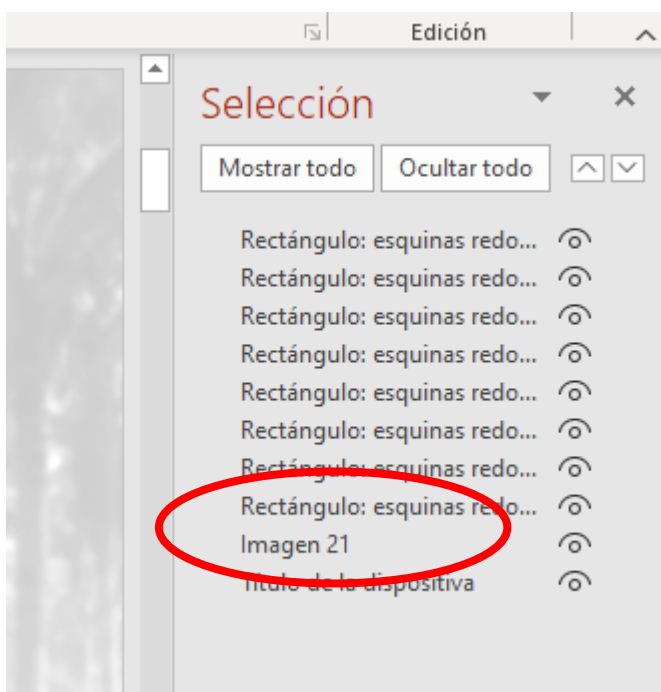 Edición
Selección
Mostrar todo Ocultar todo
Rectángulo: esquinas redo...
Rectángulo: esquinas redo...
Rectángulo: esquinas redo...
Rectángulo: esquinas redo...
Rectángulo: esquinas redo...
Rectángulo: esquinas redo...
Rectángulo: esquinas redo...
Rectángulo: esquinas redo...
Imagen 21
Título de la dispositiva